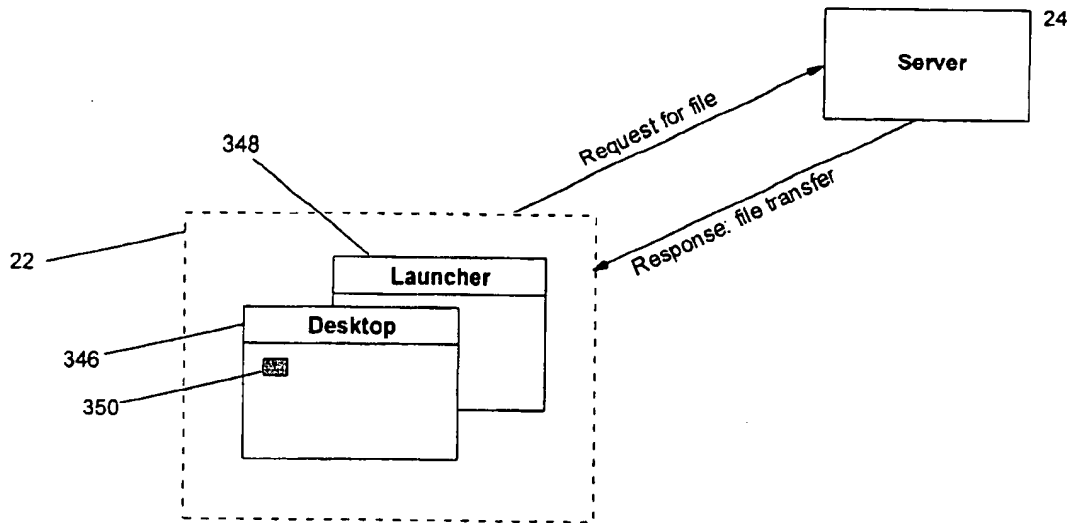 24
Server
Request for file
348
Response: file transfer
22
Launcher
Desktop
346
350